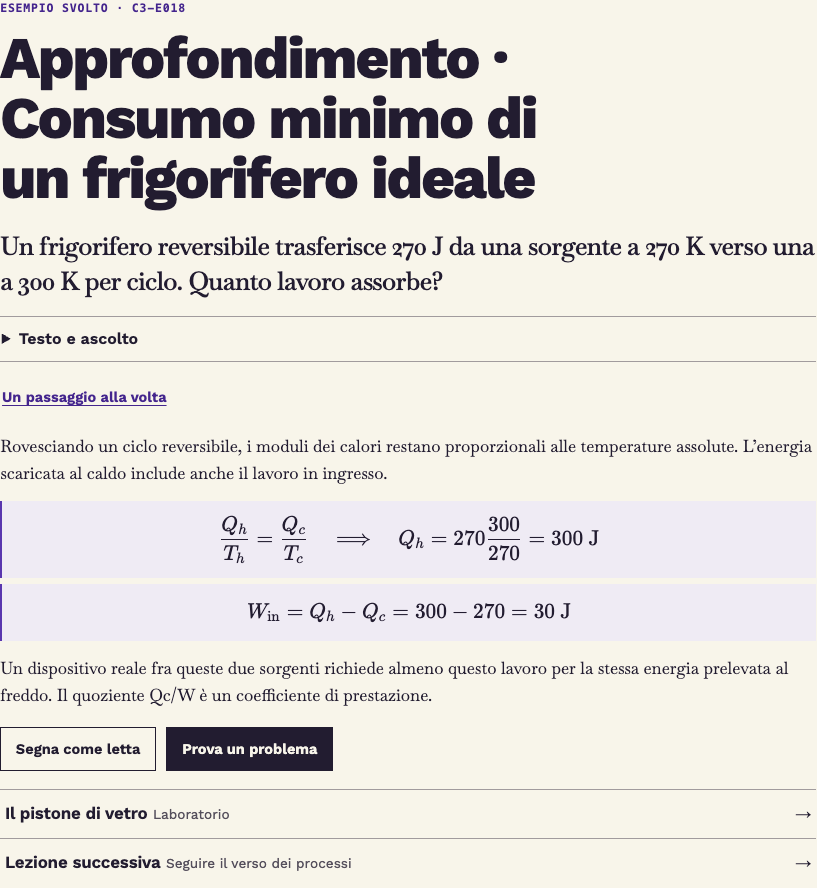 ESEMPIO SVOLTO · C3–E018
Approfondimento ·
Consumo minimo di
un frigorifero ideale
Un frigorifero reversibile trasferisce 270 J da una sorgente a 270 K verso una
a 300 K per ciclo. Quanto lavoro assorbe?
▶ Testo e ascolto
Un passaggio alla volta
Rovesciando un ciclo reversibile, i moduli dei calori restano proporzionali alle temperature assolute. L’energia
scaricata al caldo include anche il lavoro in ingresso.
Q_h/T_h = Q_c/T_c ⟹ Q_h = 270 300/270 = 300 J
W_in = Q_h − Q_c = 300 − 270 = 30 J
Un dispositivo reale fra queste due sorgenti richiede almeno questo lavoro per la stessa energia prelevata al
freddo. Il quoziente Qc/W è un coefficiente di prestazione.
Segna come letta Prova un problema
Il pistone di vetro Laboratorio →
Lezione successiva Seguire il verso dei processi →